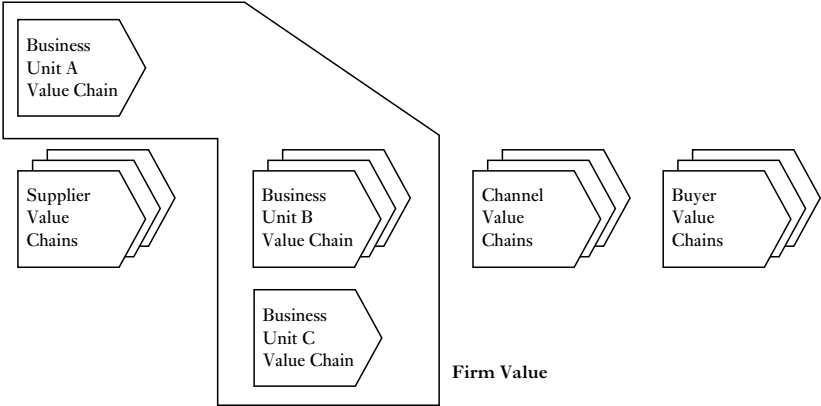 Business
Unit A
Value Chain
Supplier
Value
Chains
Business
Unit B
Value Chain
Channel
Value
Chains
Buyer
Value
Chains
Business
Unit C
Value Chain
Firm Value